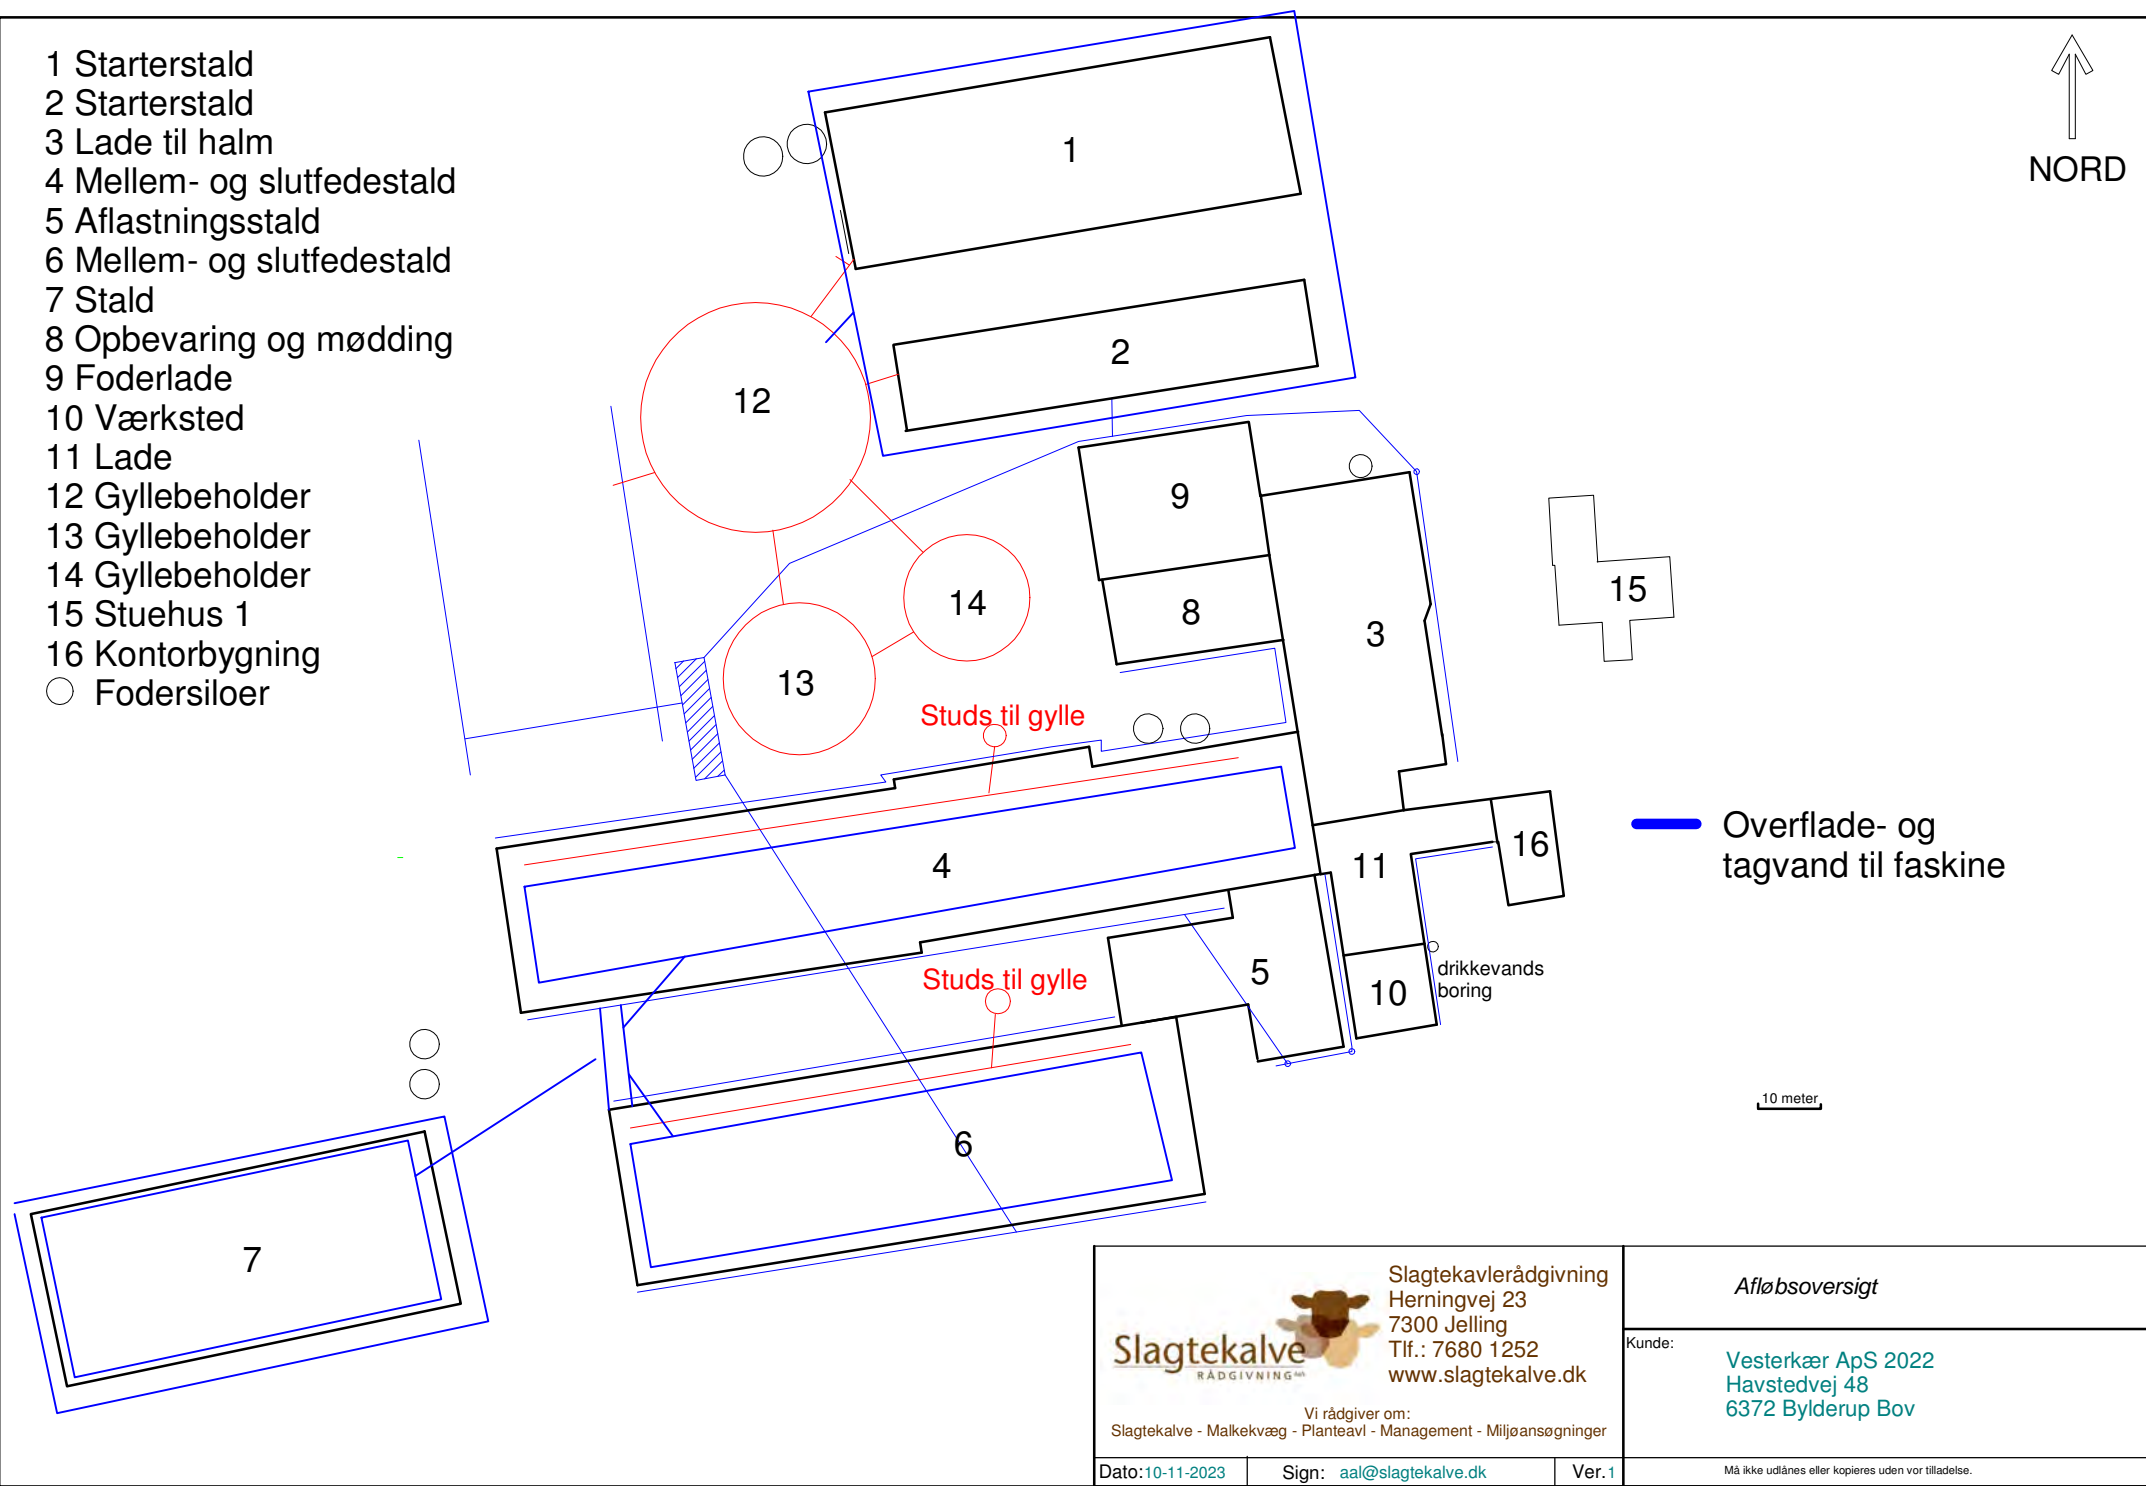 1 Starterstald
2 Starterstald
3 Lade til halm
4 Mellem- og slutfedestald
5 Aflastningsstald
6 Mellem- og slutfedestald
7 Stald
8 Opbevaring og mødding
9 Foderlade
10 Værksted
11 Lade
12 Gyllebeholder
13 Gyllebeholder
14 Gyllebeholder
15 Stuehus 1
16 Kontorbygning
Fodersiloer
NORD
1
2
12
9
15
14
8
3
13
Studs til gylle
Overflade- og
tagvand til faskine
16
11
4
drikkevands
boring
5
10
Studs til gylle
10 meter
6
7
Slagtekalve
RÅDGIVNING ApS
Slagtekavlerådgivning
Herningvej 23
7300 Jelling
Tlf.: 7680 1252
www.slagtekalve.dk
Vi rådgiver om:
Slagtekalve - Malkekvæg - Planteavl - Management - Miljøansøgninger
Dato:10-11-2023
Sign: aal@slagtekalve.dk
Ver.1
Afløbsoversigt
Kunde:
Vesterkær ApS 2022
Havstedvej 48
6372 Bylderup Bov
Må ikke udlånes eller kopieres uden vor tilladelse.